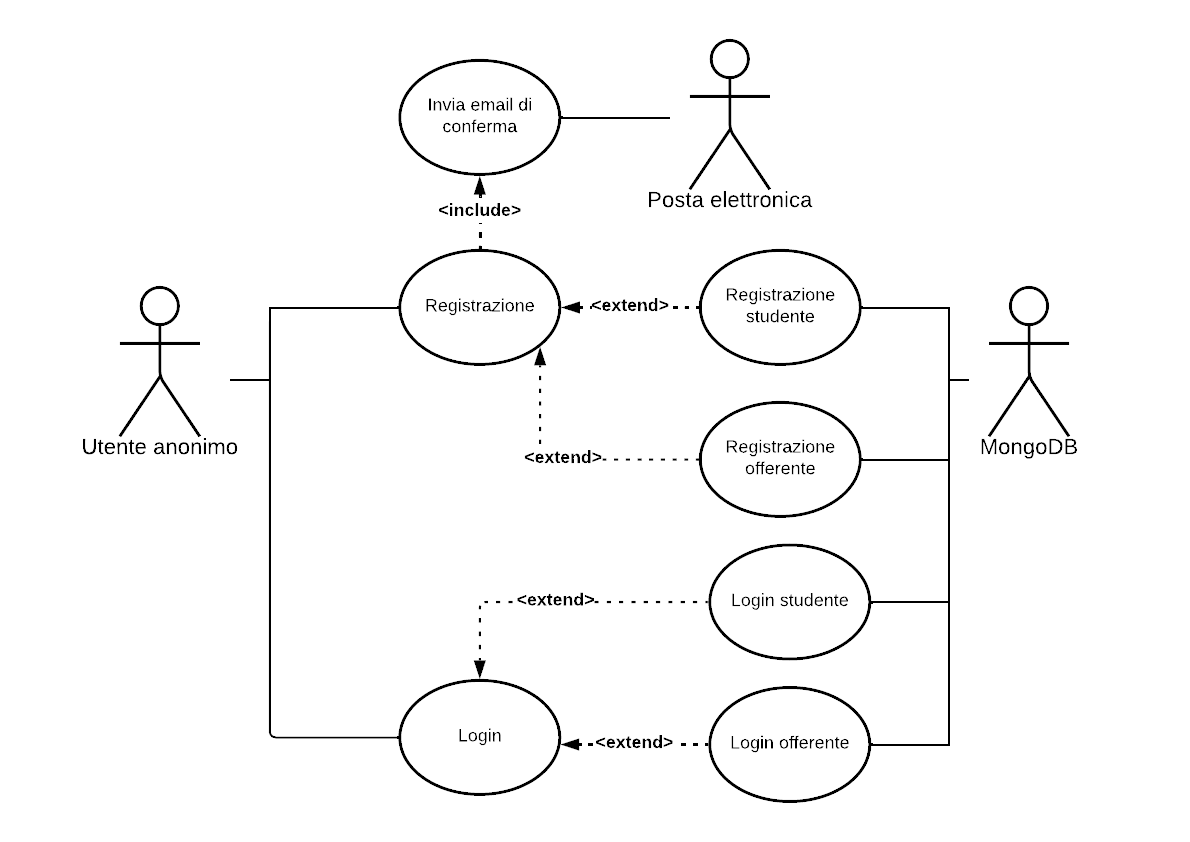 Invia email di
conferma
Posta elettronica
<include>
Registrazione
<extend>
Registrazione
studente
Utente anonimo
MongoDB
<extend>
Registrazione
offerente
<extend>
Login studente
Login
<extend>
Login offerente